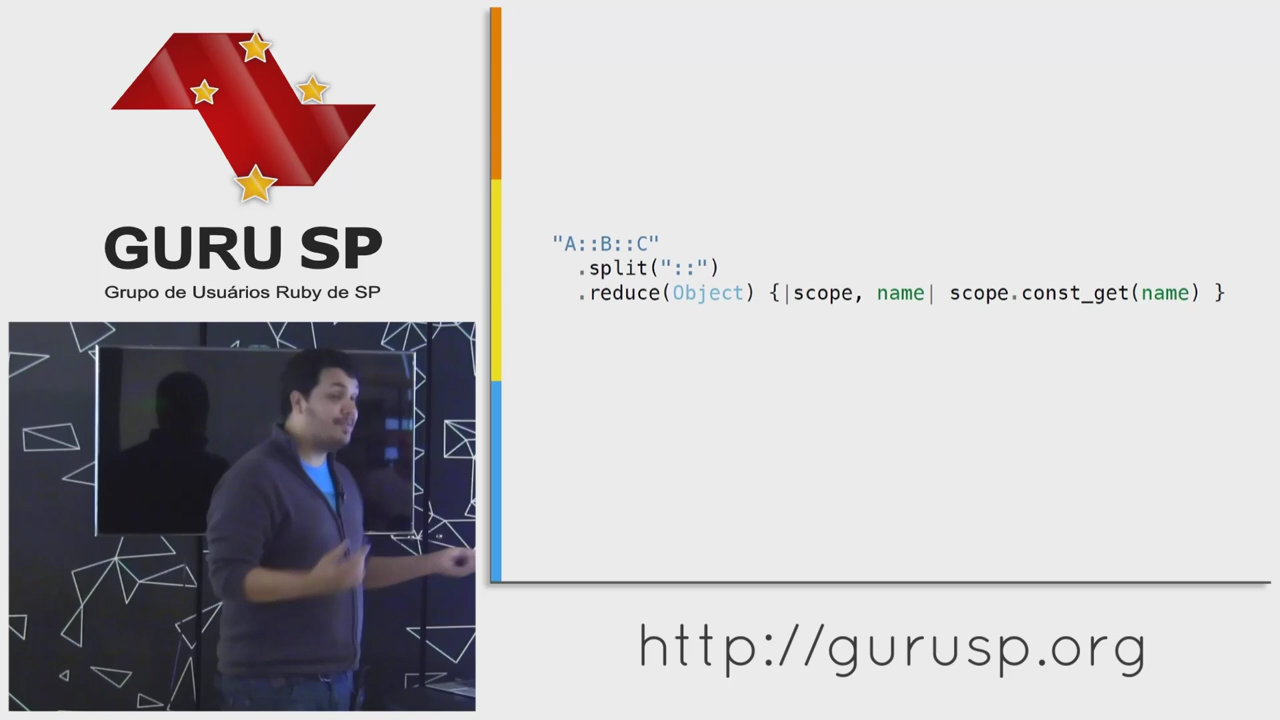 GURU SP
Grupo de Usuários Ruby de SP
"A::B::C"
.split("::")
.reduce(Object) {|scope, name| scope.const_get(name) }
http://gurusp.org